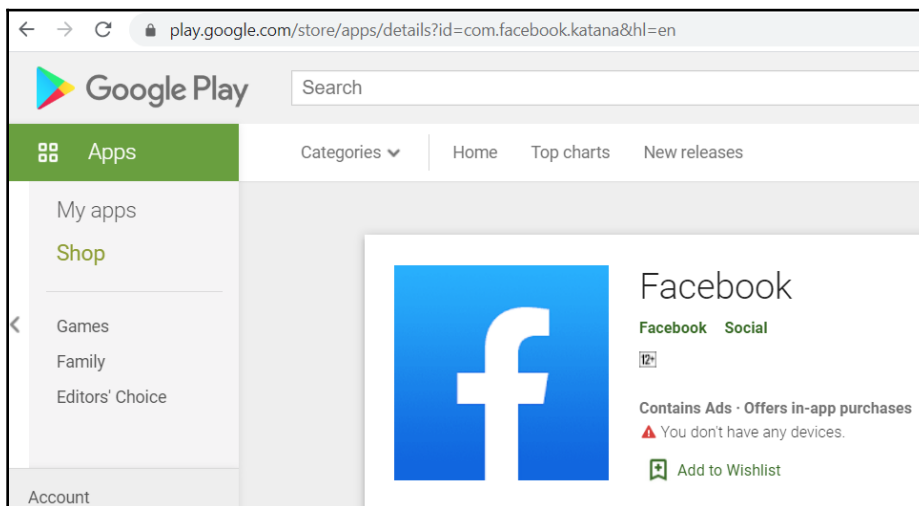 play.google.com/store/apps/details?id=com.facebook.katana&hl=en
Google Play
Search
Apps
Categories
Home
Top charts
New releases
My apps
Shop
Games
Family
Editors' Choice
Account
Facebook
Facebook Social
12+
Contains Ads · Offers in-app purchases
You don't have any devices.
Add to Wishlist